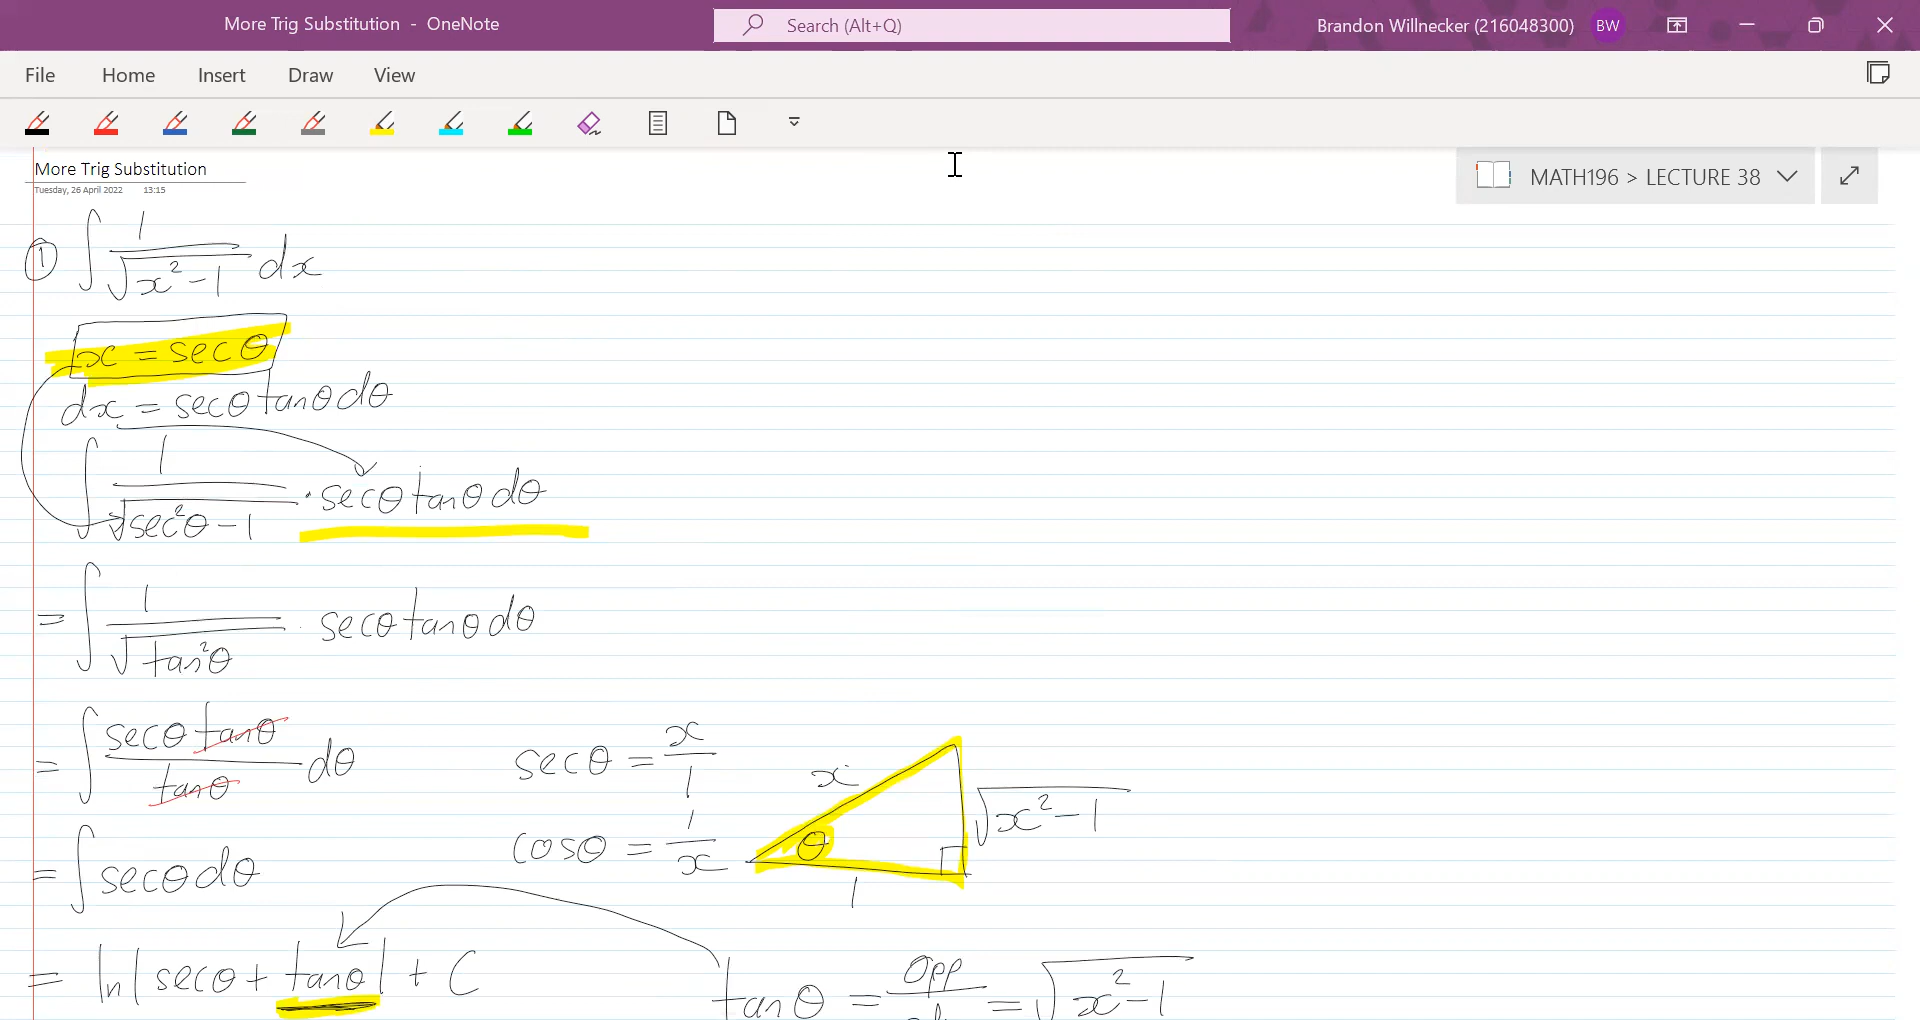 More Trig Substitution - OneNote
Search (Alt+Q)
Brandon Willnecker (216048300) BW
File Home Insert Draw View
More Trig Substitution
Tuesday, 26 April 2022 13:15
MATH196 > LECTURE 38
① ∫ 1/√(x² - 1) dx
x = secθ
dx = secθ tanθ dθ
∫ 1/√(sec²θ - 1) · secθ tanθ dθ
= ∫ 1/√(tan²θ) · secθ tanθ dθ
= ∫ (secθ tanθ)/(tanθ) dθ
secθ = x/1
x
√(x² - 1)
= ∫ secθ dθ
cosθ = 1/x
θ
1
= ln|secθ + tanθ| + C
tanθ = opp/ = √(x² - 1)